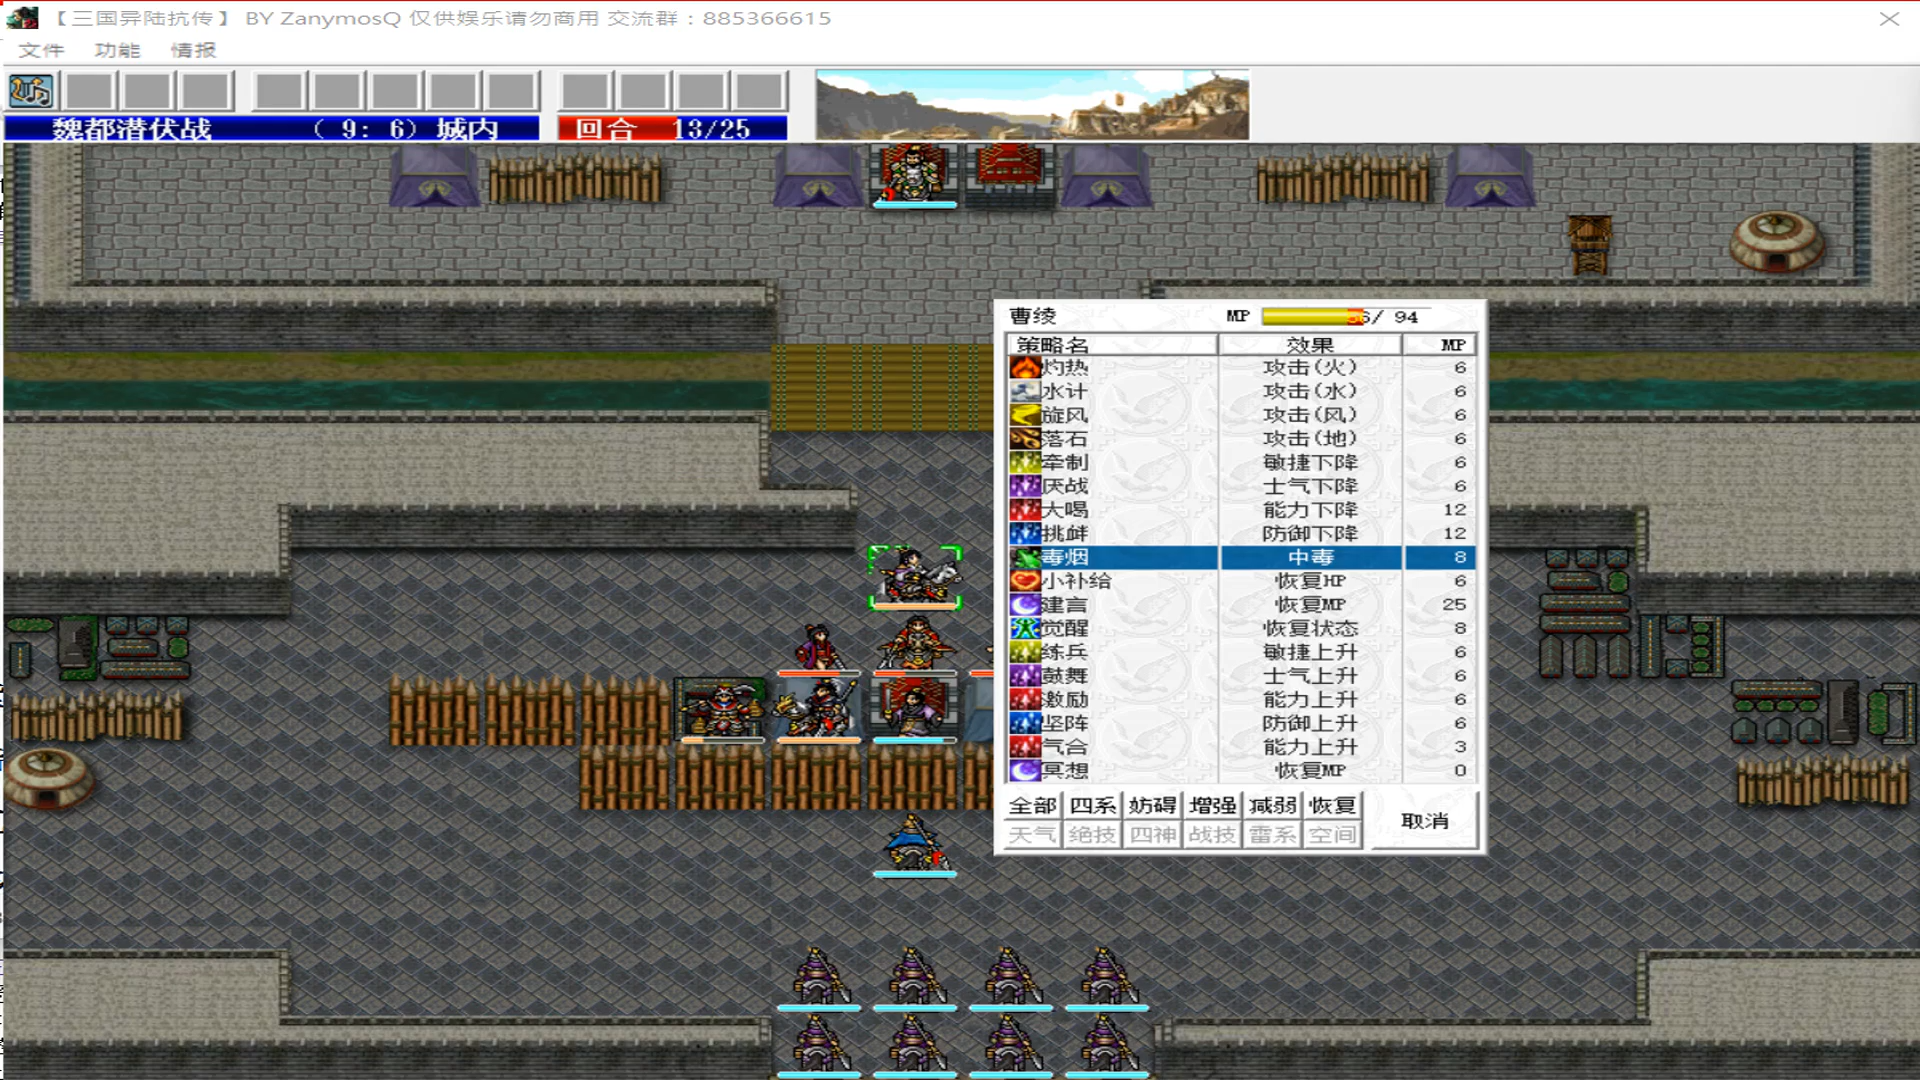 【三国异陆抗传】 BY ZanymosQ 仅供娱乐请勿商用 交流群：885366615
文件 功能 情报
魏都潜伏战 （ 9: 6） 城内 回合 13/25
曹绫 MP 56/ 94
策略名 效果 MP
灼热 攻击(火) 6
水计 攻击(水) 6
旋风 攻击(风) 6
落石 攻击(地) 6
牵制 敏捷下降 6
厌战 士气下降 6
大喝 能力下降 12
挑衅 防御下降 12
毒烟 中毒 8
小补给 恢复HP 6
建言 恢复MP 25
觉醒 恢复状态 8
练兵 敏捷上升 6
鼓舞 士气上升 6
激励 能力上升 6
坚阵 防御上升 6
气合 能力上升 3
冥想 恢复MP 0
全部 四系 妨碍 增强 减弱 恢复
天气 绝技 四神 战技 雷系 空间
取消